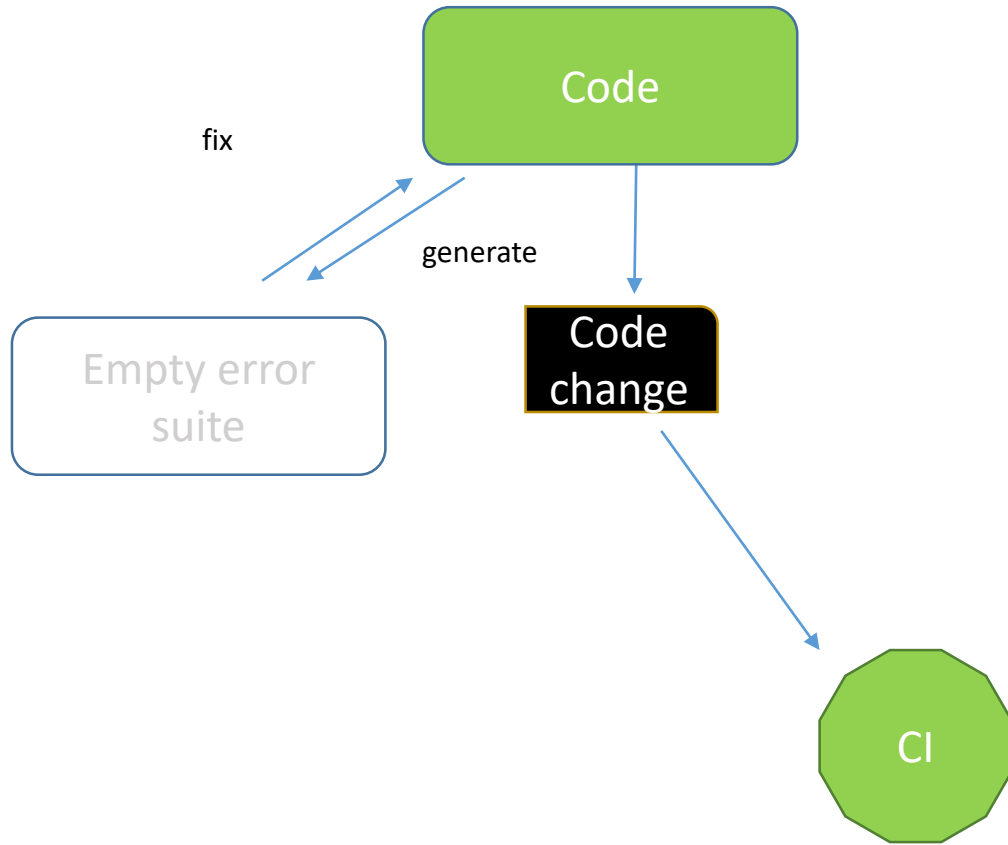 Code
fix
generate
Code
change
Empty error
suite
CI